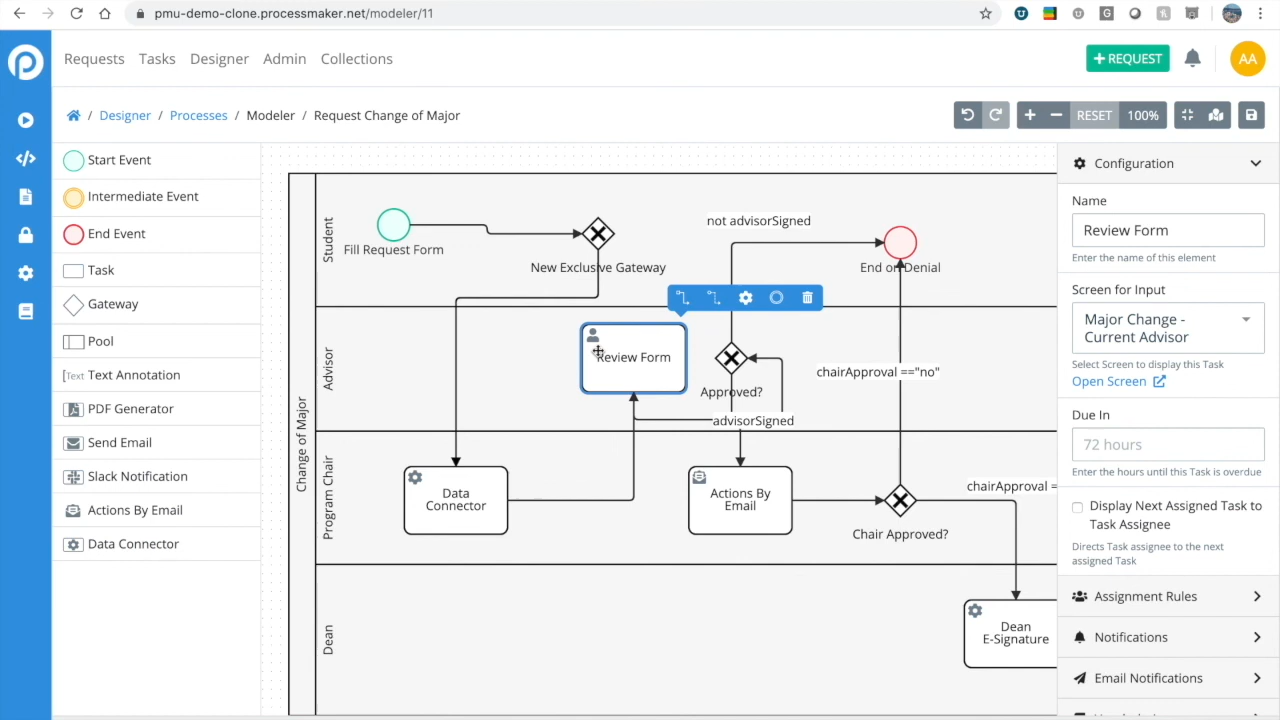 pmu-demo-clone.processmaker.net/modeler/11
Requests Tasks Designer Admin Collections
+ REQUEST
AA
/ Designer / Processes / Modeler / Request Change of Major
RESET 100%
Start Event
Intermediate Event
End Event
Task
Gateway
Pool
[Text Text Annotation
PDF Generator
Send Email
Slack Notification
Actions By Email
Data Connector
Change of Major
Student
Fill Request Form
New Exclusive Gateway
not advisorSigned
End on Denial
Advisor
Review Form
Approved?
chairApproval =="no"
advisorSigned
Program Chair
Data
Connector
Actions By
Email
Chair Approved?
chairApproval =
Dean
Dean
E-Signature
Configuration
Name
Review Form
Enter the name of this element
Screen for Input
Major Change -
Current Advisor
Select Screen to display this Task
Open Screen
Due In
72 hours
Enter the hours until this Task is overdue
Display Next Assigned Task to
Task Assignee
Directs Task assignee to the next
assigned Task
Assignment Rules
Notifications
Email Notifications